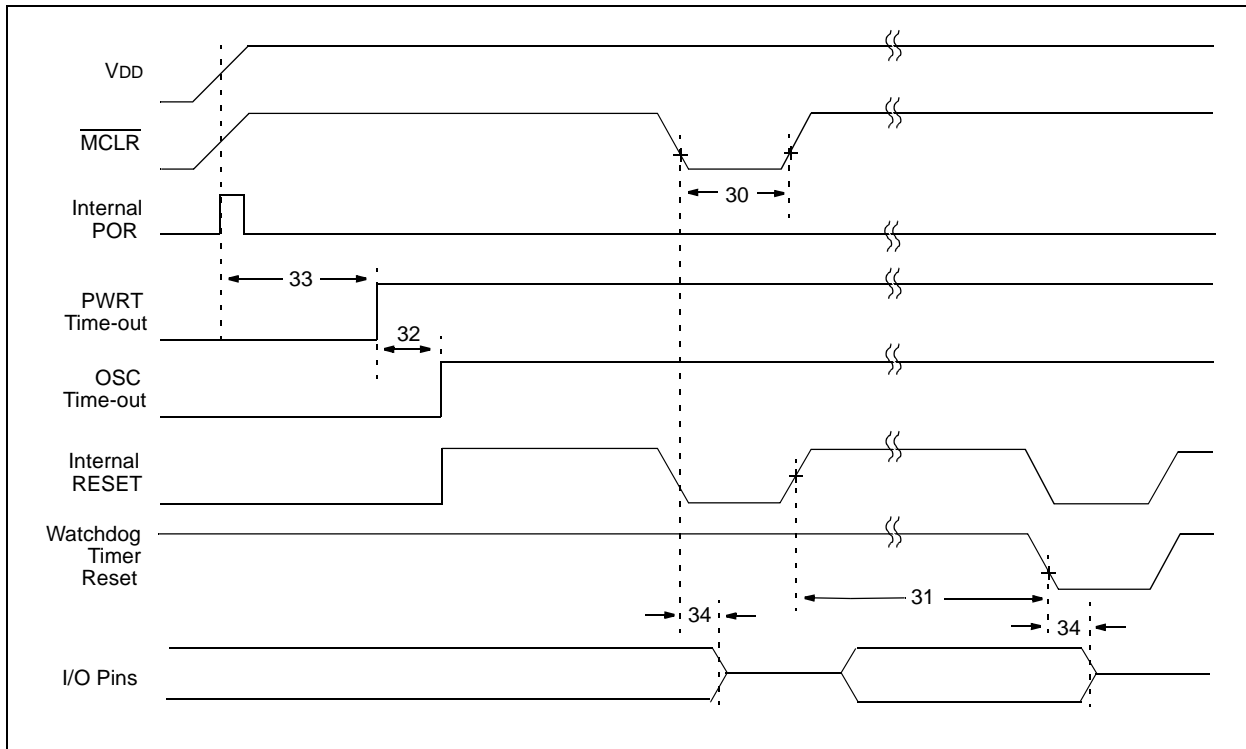 VDD
MCLR
30
Internal
POR
33
PWRT
Time-out
32
OSC
Time-out
Internal
RESET
Watchdog
Timer
Reset
31
34
34
I/O Pins